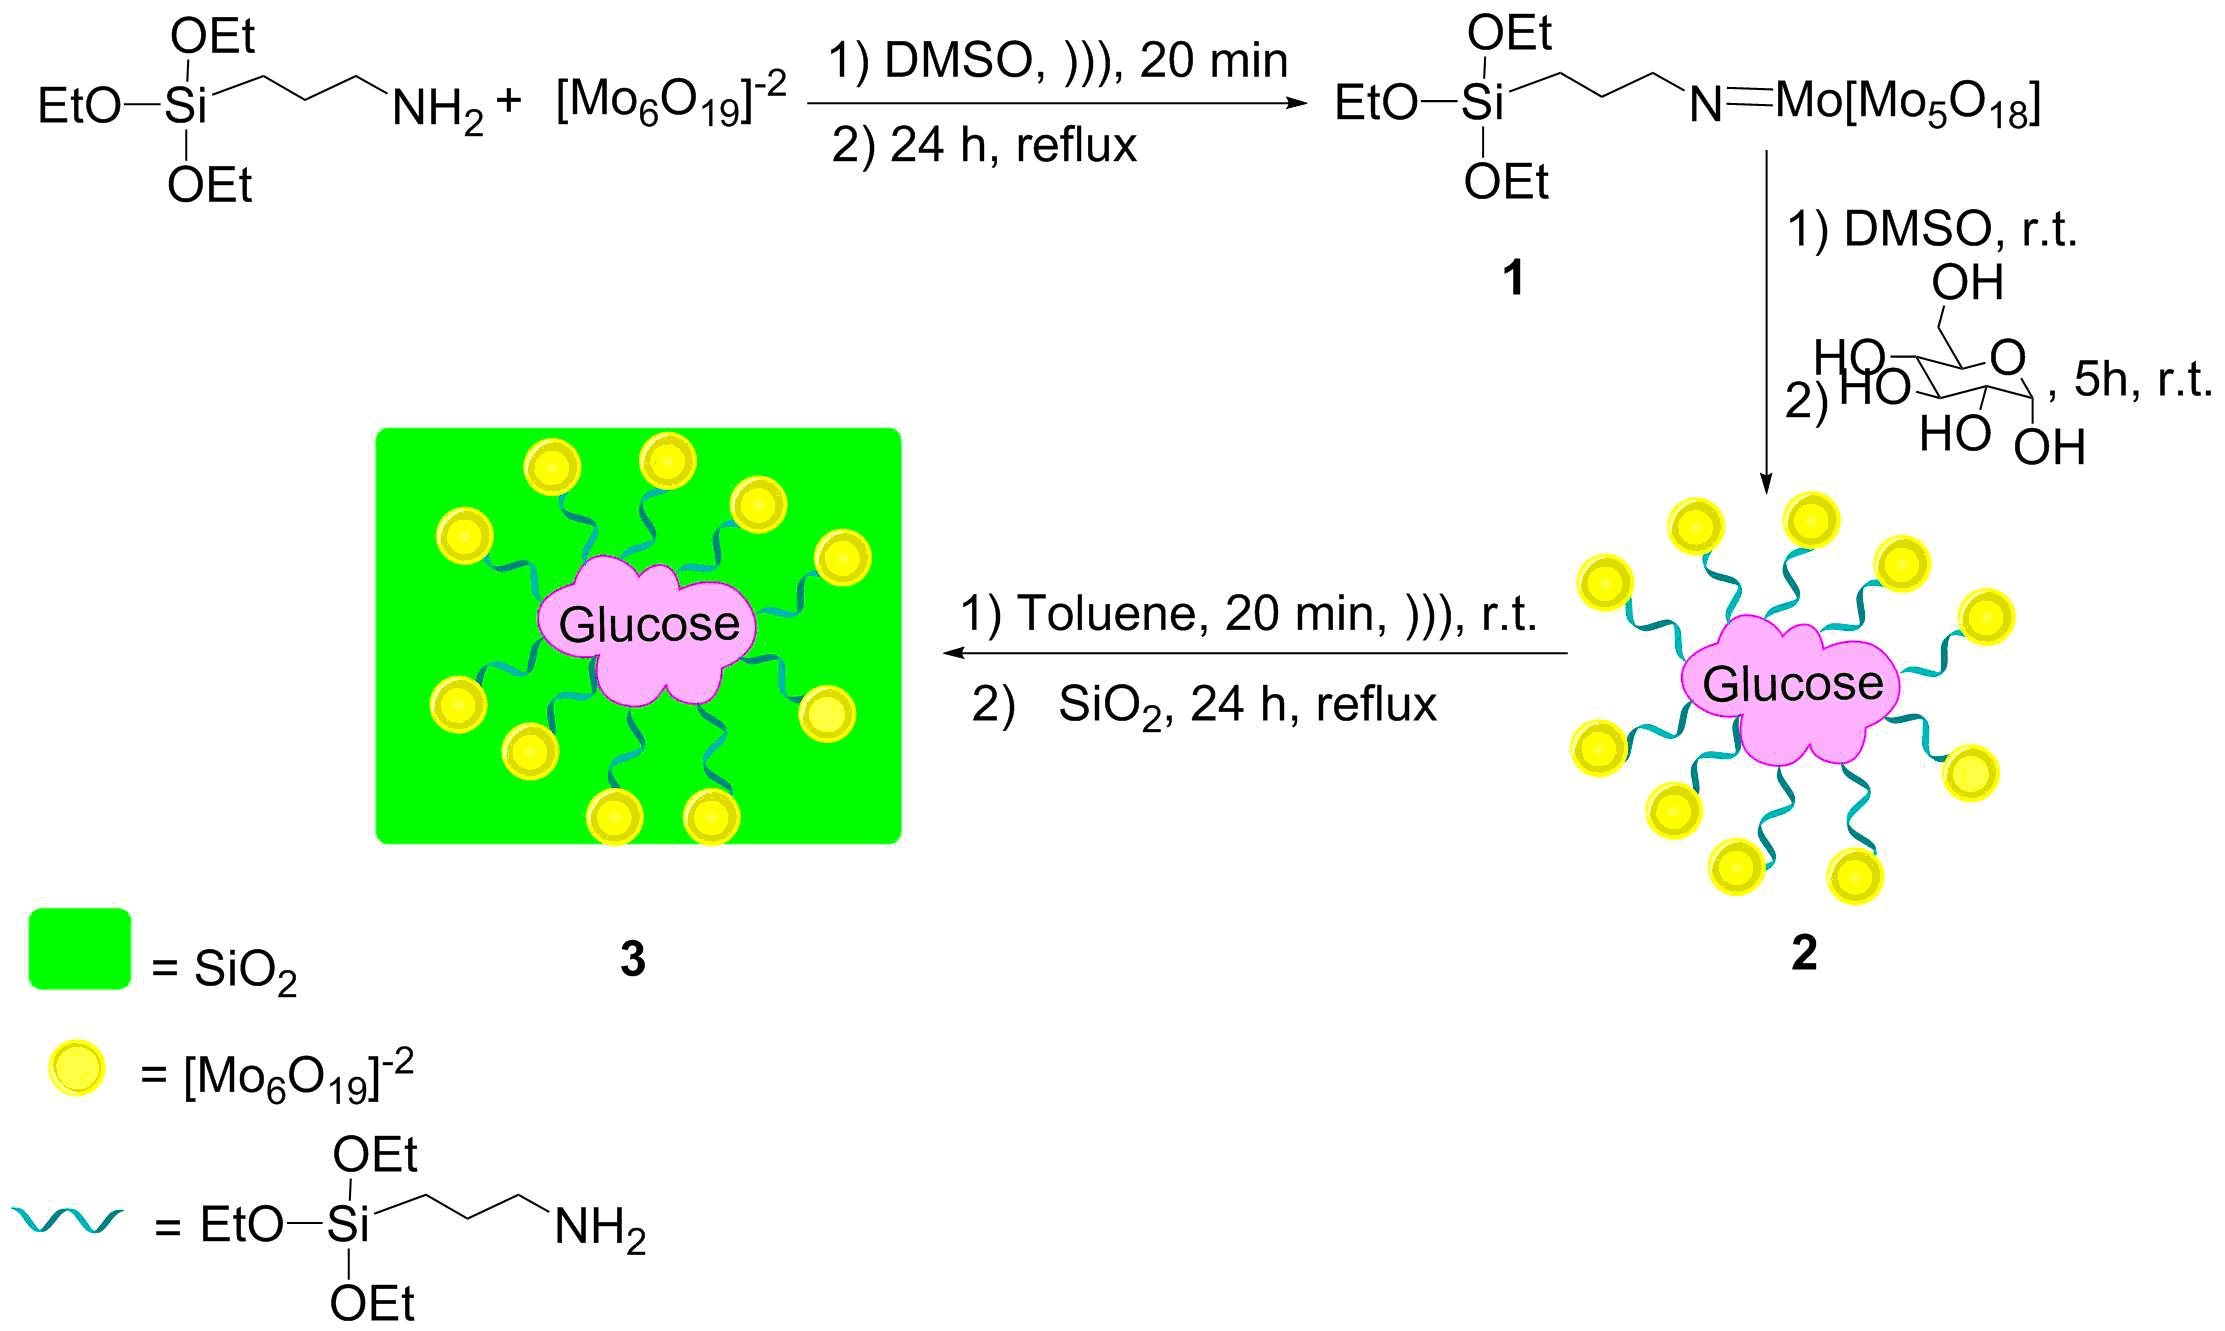 OEt
EtO Si NH2 + [Mo6O19]-2
OEt
1) DMSO, ))), 20 min
2) 24 h, reflux
OEt
EtO Si N Mo[Mo5O18]
OEt
1
1) DMSO, r.t.
OH
HO O
2) HO , 5h, r.t.
HO OH
Glucose
2
1) Toluene, 20 min, ))), r.t.
2) SiO2, 24 h, reflux
Glucose
3
= SiO2
= [Mo6O19]-2
OEt
= EtO Si NH2
OEt